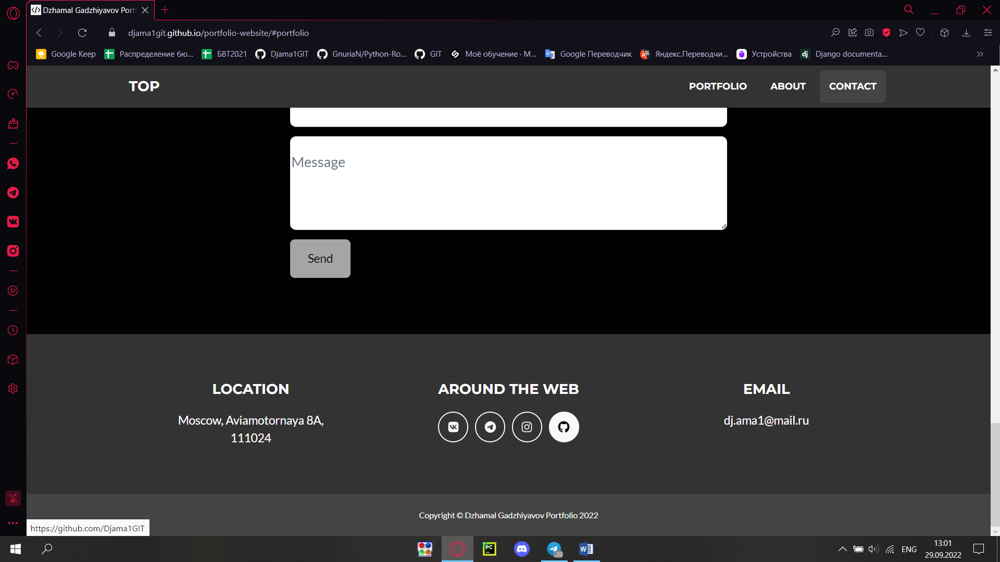 Dzhamal Gadzhiyavov Port
djama1git.github.io/portfolio-website/#portfolio
Google Keep Распределение бю... БВТ2021 Djama1GIT GnuriaN/Python-Ro... GIT Моё обучение · M... Google Переводчик Яндекс.Переводчи... Устройства dj Django documenta...
TOP PORTFOLIO ABOUT CONTACT
Message
Send
LOCATION AROUND THE WEB EMAIL
Moscow, Aviamotornaya 8A, dj.ama1@mail.ru
111024
Copyright © Dzhamal Gadzhiyavov Portfolio 2022
https://github.com/Djama1GIT
PC
..32
W
ENG
13:01
29.09.2022